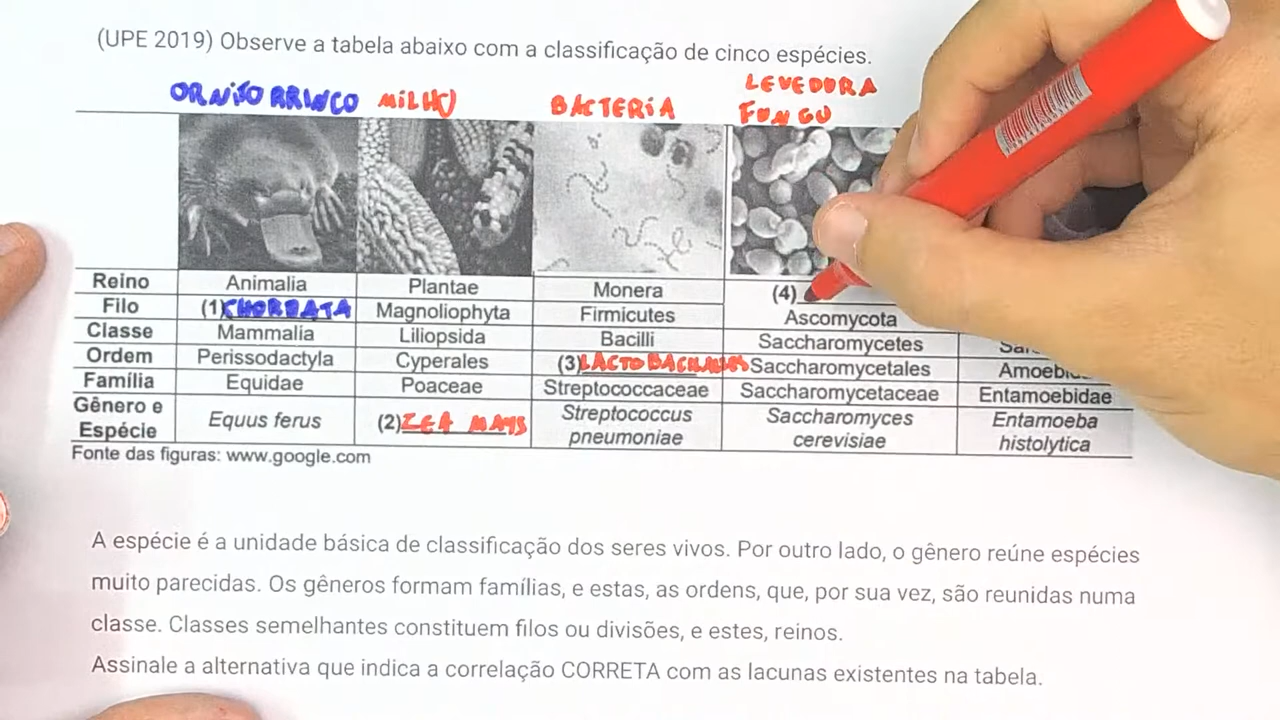 (UPE 2019) Observe a tabela abaixo com a classificação de cinco espécies.
ORNITORRINCO MILHO BACTERIA LEVEDURA FUNGO
Reino Animalia Plantae Monera (4)
Filo (1) CHORDATA Magnoliophyta Firmicutes Ascomycota
Classe Mammalia Liliopsida Bacilli Saccharomycetes
Ordem Perissodactyla Cyperales (3) LACTOBACILLALES Saccharomycetales
Família Equidae Poaceae Streptococcaceae Saccharomycetaceae Entamoebidae
Gênero e Espécie Equus ferus (2) ZEA MAYS Streptococcus pneumoniae Saccharomyces cerevisiae Entamoeba histolytica
Fonte das figuras: www.google.com
A espécie é a unidade básica de classificação dos seres vivos. Por outro lado, o gênero reúne espécies
muito parecidas. Os gêneros formam famílias, e estas, as ordens, que, por sua vez, são reunidas numa
classe. Classes semelhantes constituem filos ou divisões, e estes, reinos.
Assinale a alternativa que indica a correlação CORRETA com as lacunas existentes na tabela.